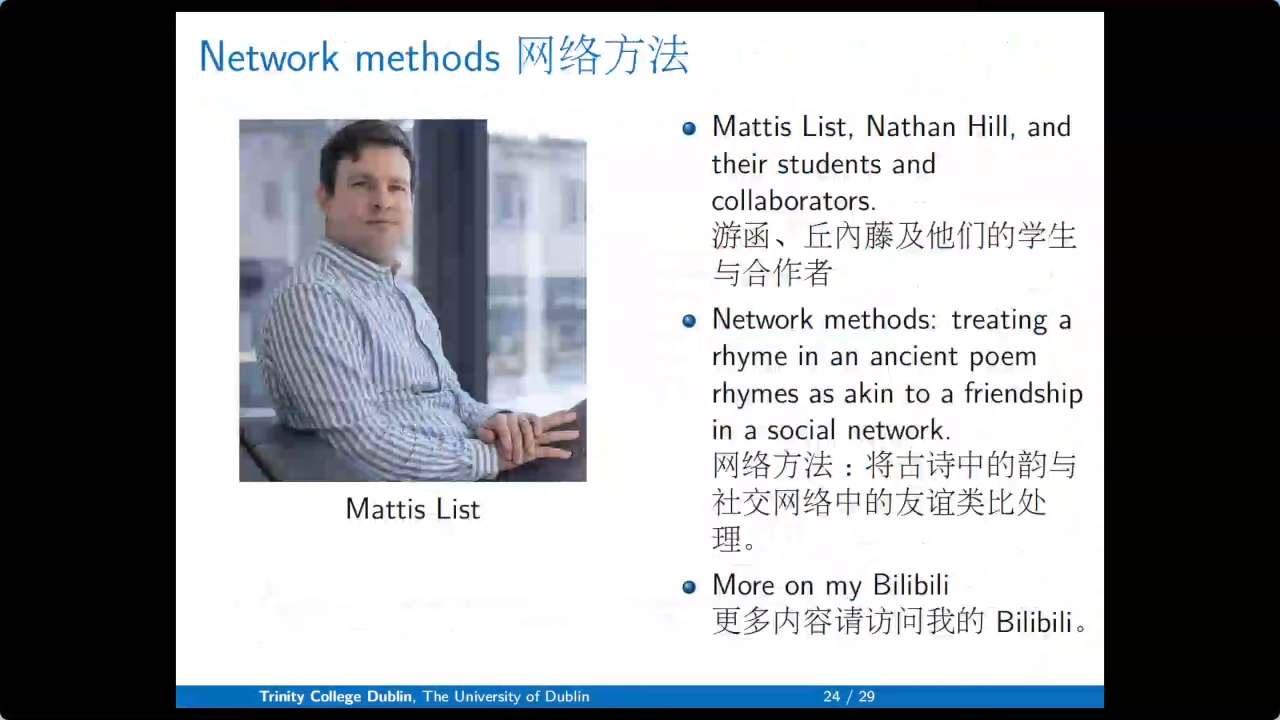 Network methods 网络方法
Mattis List, Nathan Hill, and
their students and
collaborators.
游函、丘內藤及他们的学生
与合作者
Network methods: treating a
rhyme in an ancient poem
rhymes as akin to a friendship
in a social network.
网络方法：将古诗中的韵与
社交网络中的友谊类比处
理。
More on my Bilibili
更多内容请访问我的 Bilibili。
Mattis List
Trinity College Dublin, The University of Dublin
24 / 29